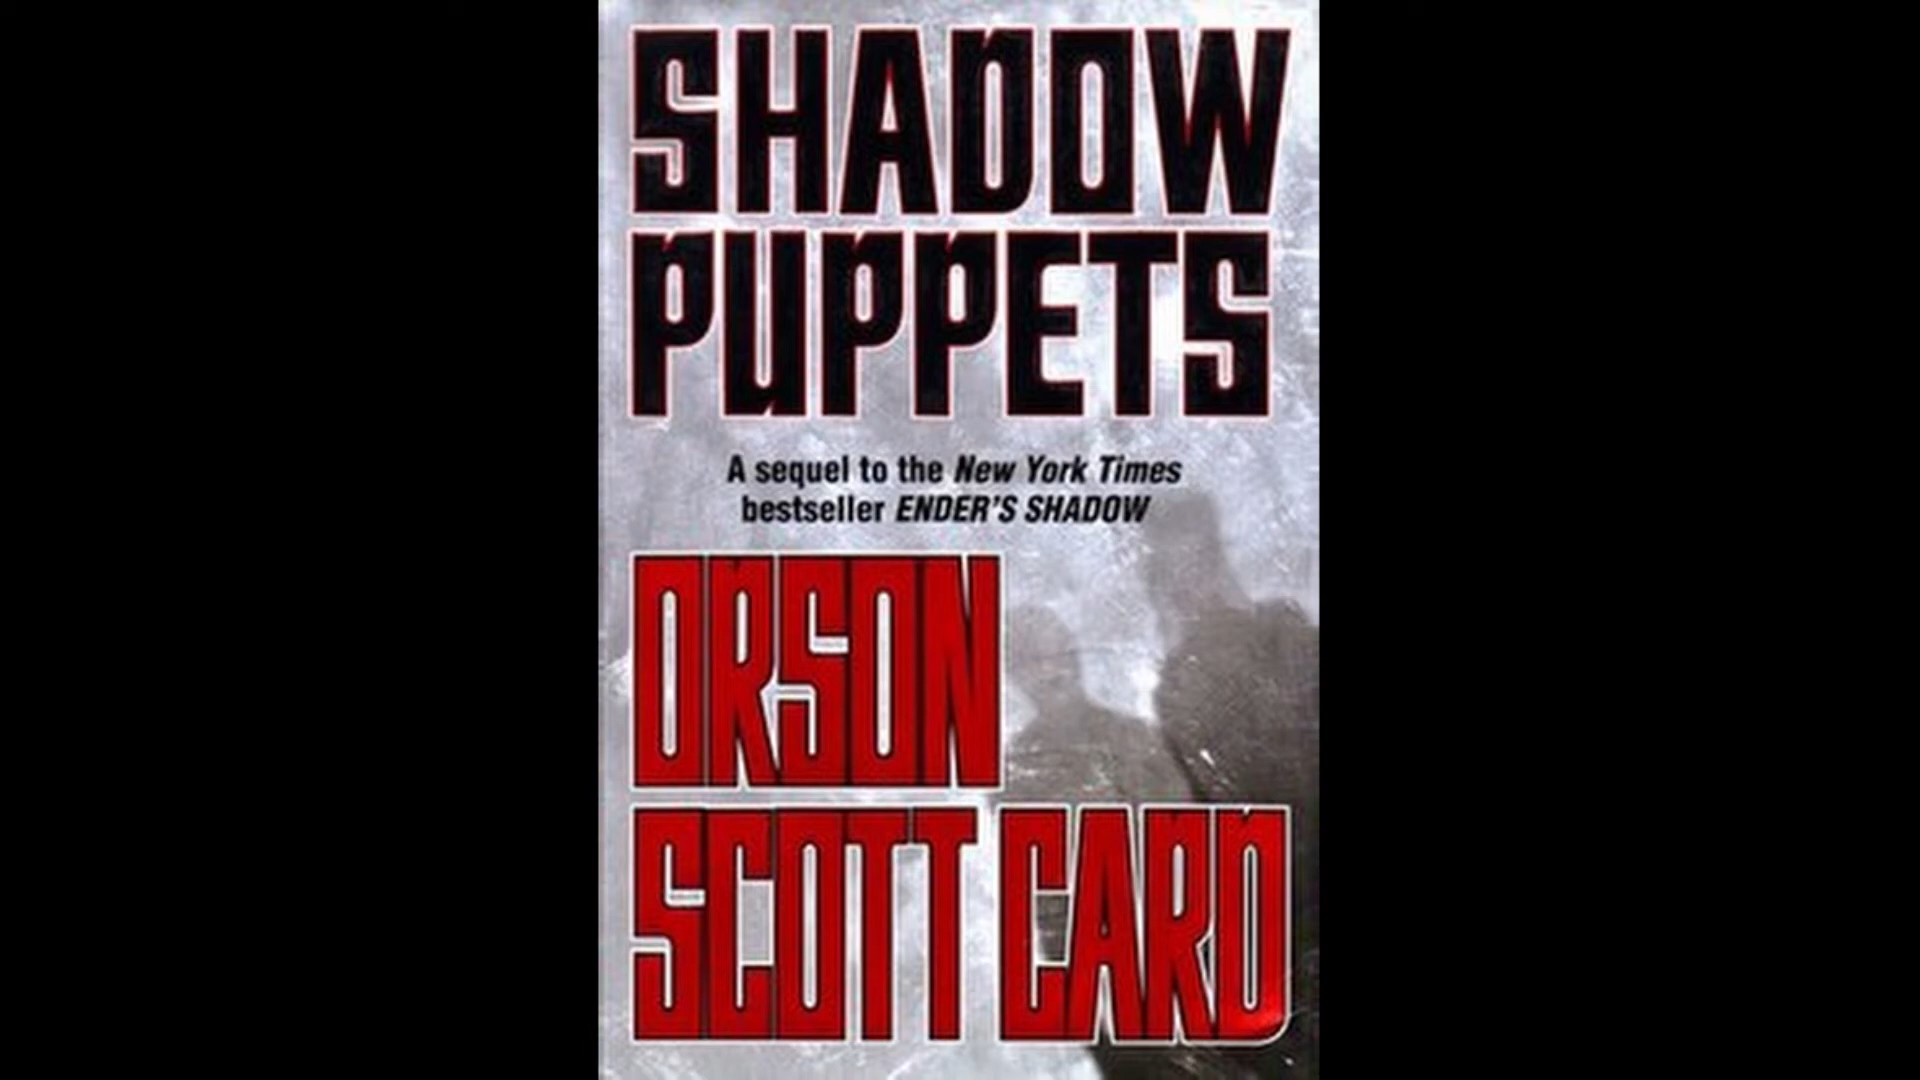 SHADOW
PUPPETS
A sequel to the New York Times
bestseller ENDER'S SHADOW
ORSON
SCOTT CARD